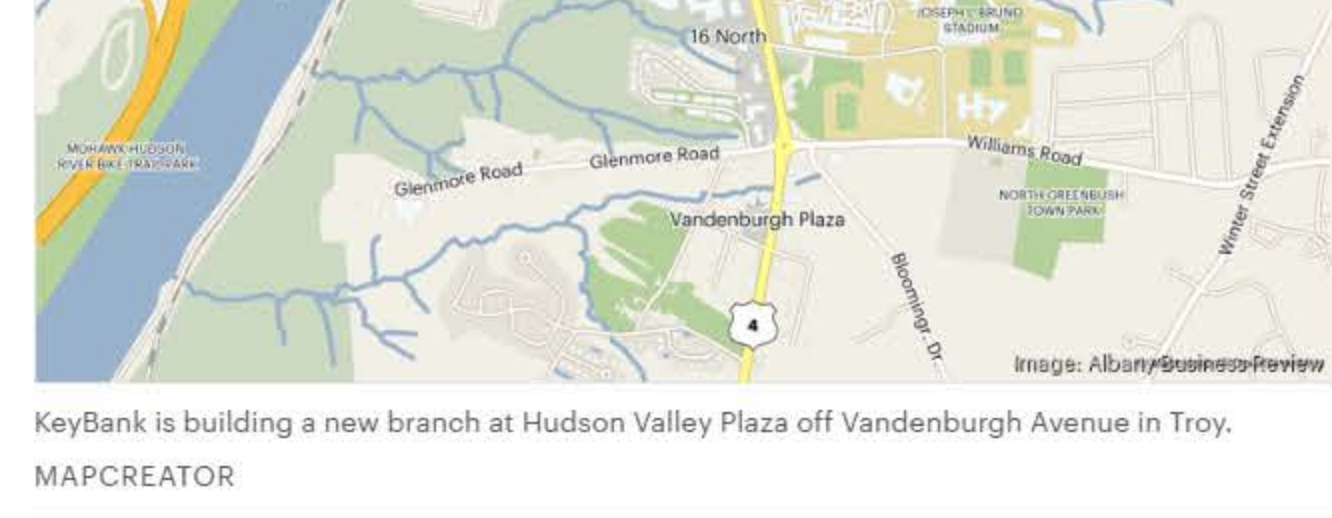 JOSEPH L. BRUNO
STADIUM
16 North
MOHAWK HUDSON
RIVER BIKE TRAIL PARK
Glenmore Road
Glenmore Road
Williams Road
Winter Street Extension
NORTH GREENBUSH
TOWN PARK
Vandenburgh Plaza
Bloomingr. Dr.
4
Image: Albany Business Review
KeyBank is building a new branch at Hudson Valley Plaza off Vandenburgh Avenue in Troy.
MAPCREATOR